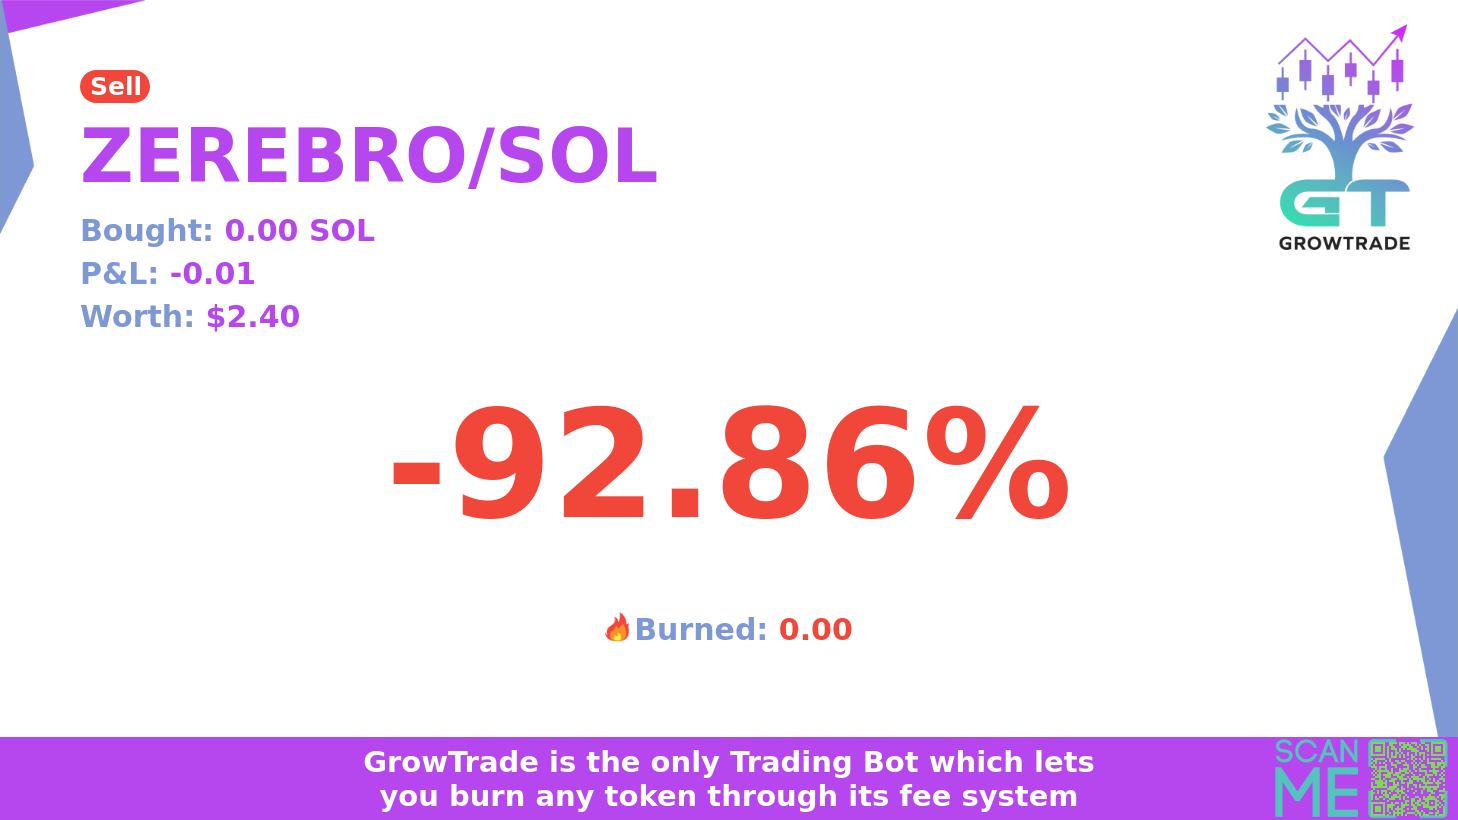 Sell
ZEREBRO/SOL
Bought: 0.00 SOL
P&L: -0.01
Worth: $2.40
GT
GROWTRADE
-92.86%
🔥Burned: 0.00
GrowTrade is the only Trading Bot which lets
you burn any token through its fee system
SCAN
ME